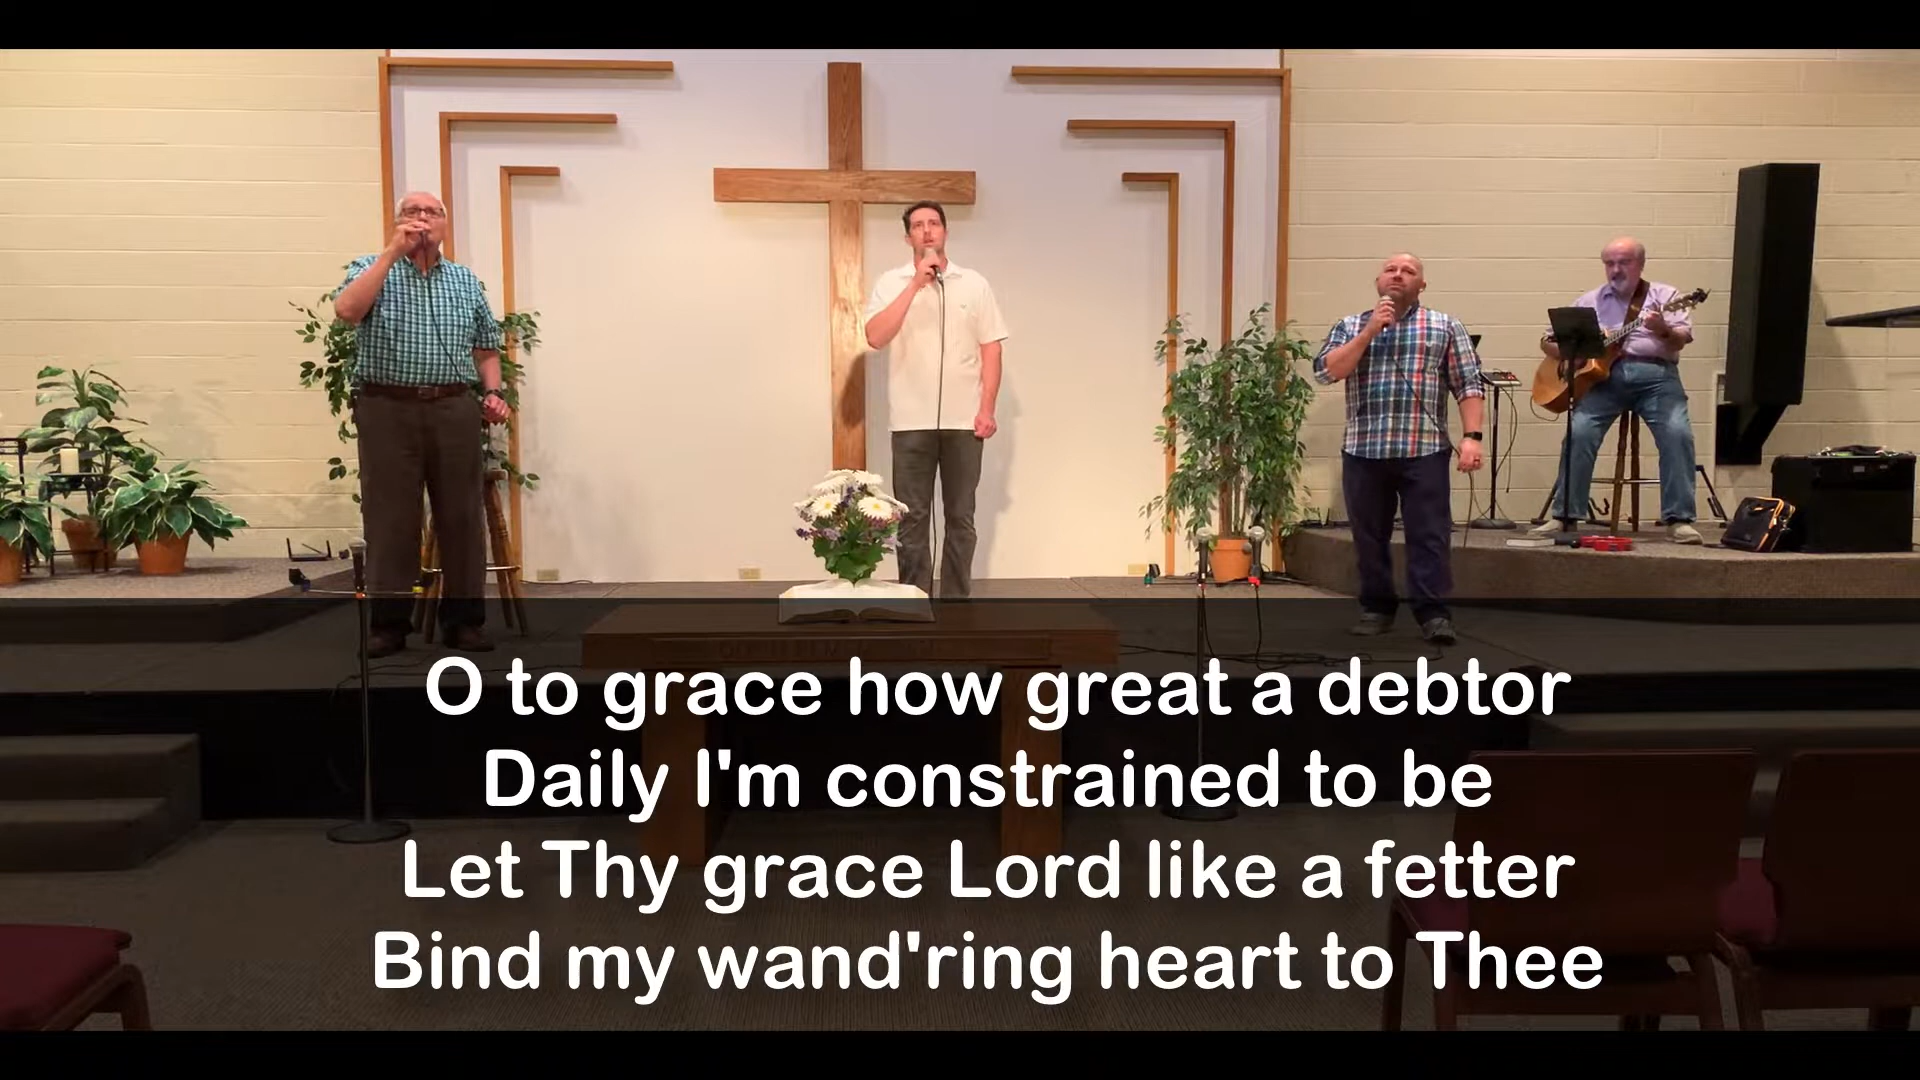 O to grace how great a debtor
Daily I'm constrained to be
Let Thy grace Lord like a fetter
Bind my wand'ring heart to Thee